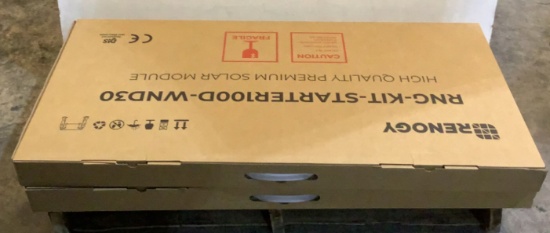 RENOGY
RNG-KIT-STARTER100D-WND30
HIGH QUALITY PREMIUM SOLAR MODULE
FRAGILE
CAUTION
CE